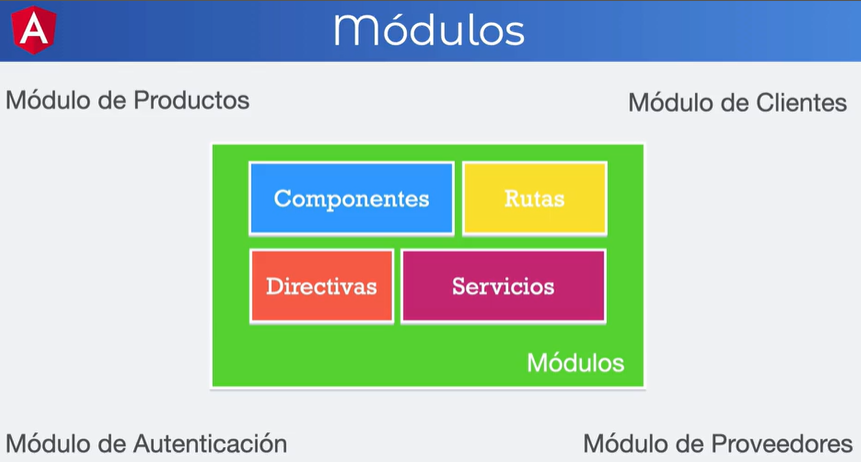 A
Módulos
Módulo de Productos
Módulo de Clientes
Componentes
Rutas
Directivas
Servicios
Módulos
Módulo de Autenticación
Módulo de Proveedores